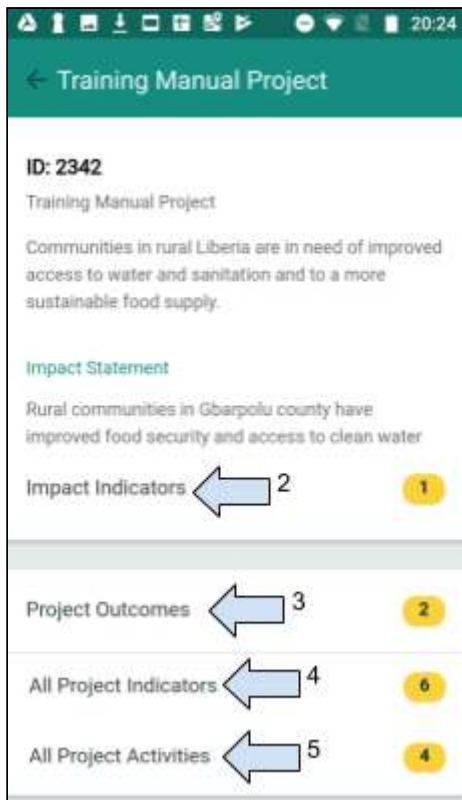 20:24
Training Manual Project
ID: 2342
Training Manual Project
Communities in rural Liberia are in need of improved
access to water and sanitation and to a more
sustainable food supply.
Impact Statement
Rural communities in Gbarpolu county have
improved food security and access to clean water
Impact Indicators 2 1
Project Outcomes 3 2
All Project Indicators 4 6
All Project Activities 5 4